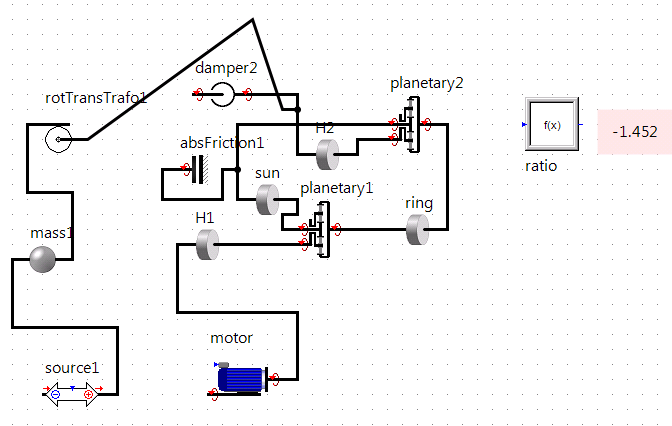 damper2
planetary2
rotTransTrafo1
H2
absFriction1
f(x)
-1.452
sun
ratio
planetary1
H1
ring
mass1
motor
source1